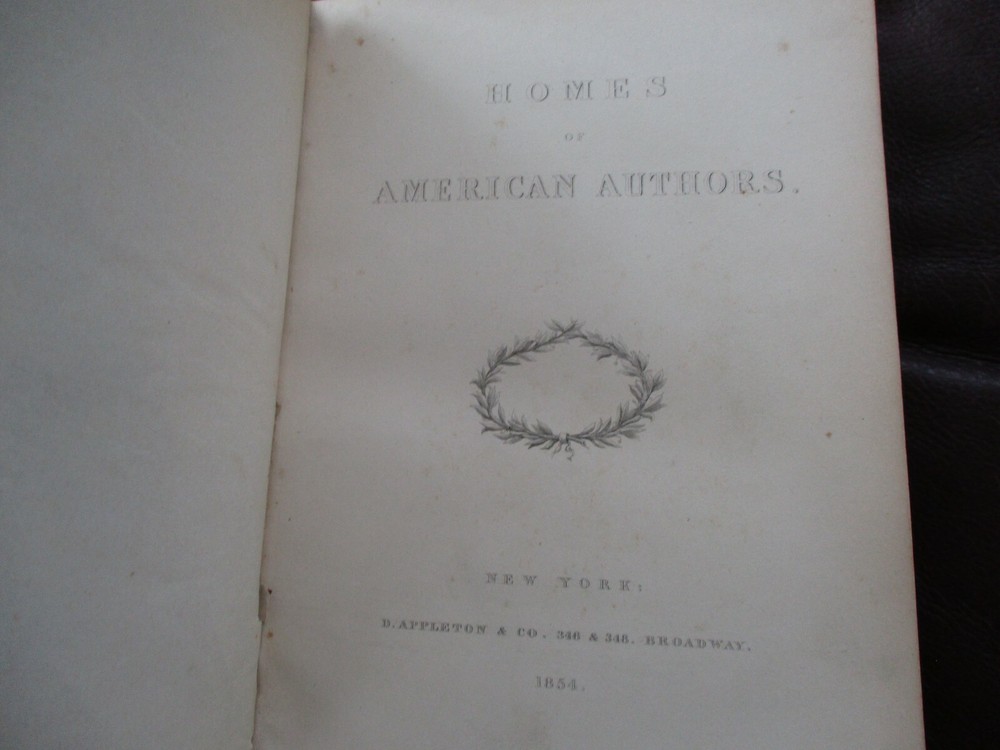 HOMES
OF
AMERICAN AUTHORS.
NEW YORK:
D. APPLETON & CO. 346 & 348. BROADWAY.
1854.